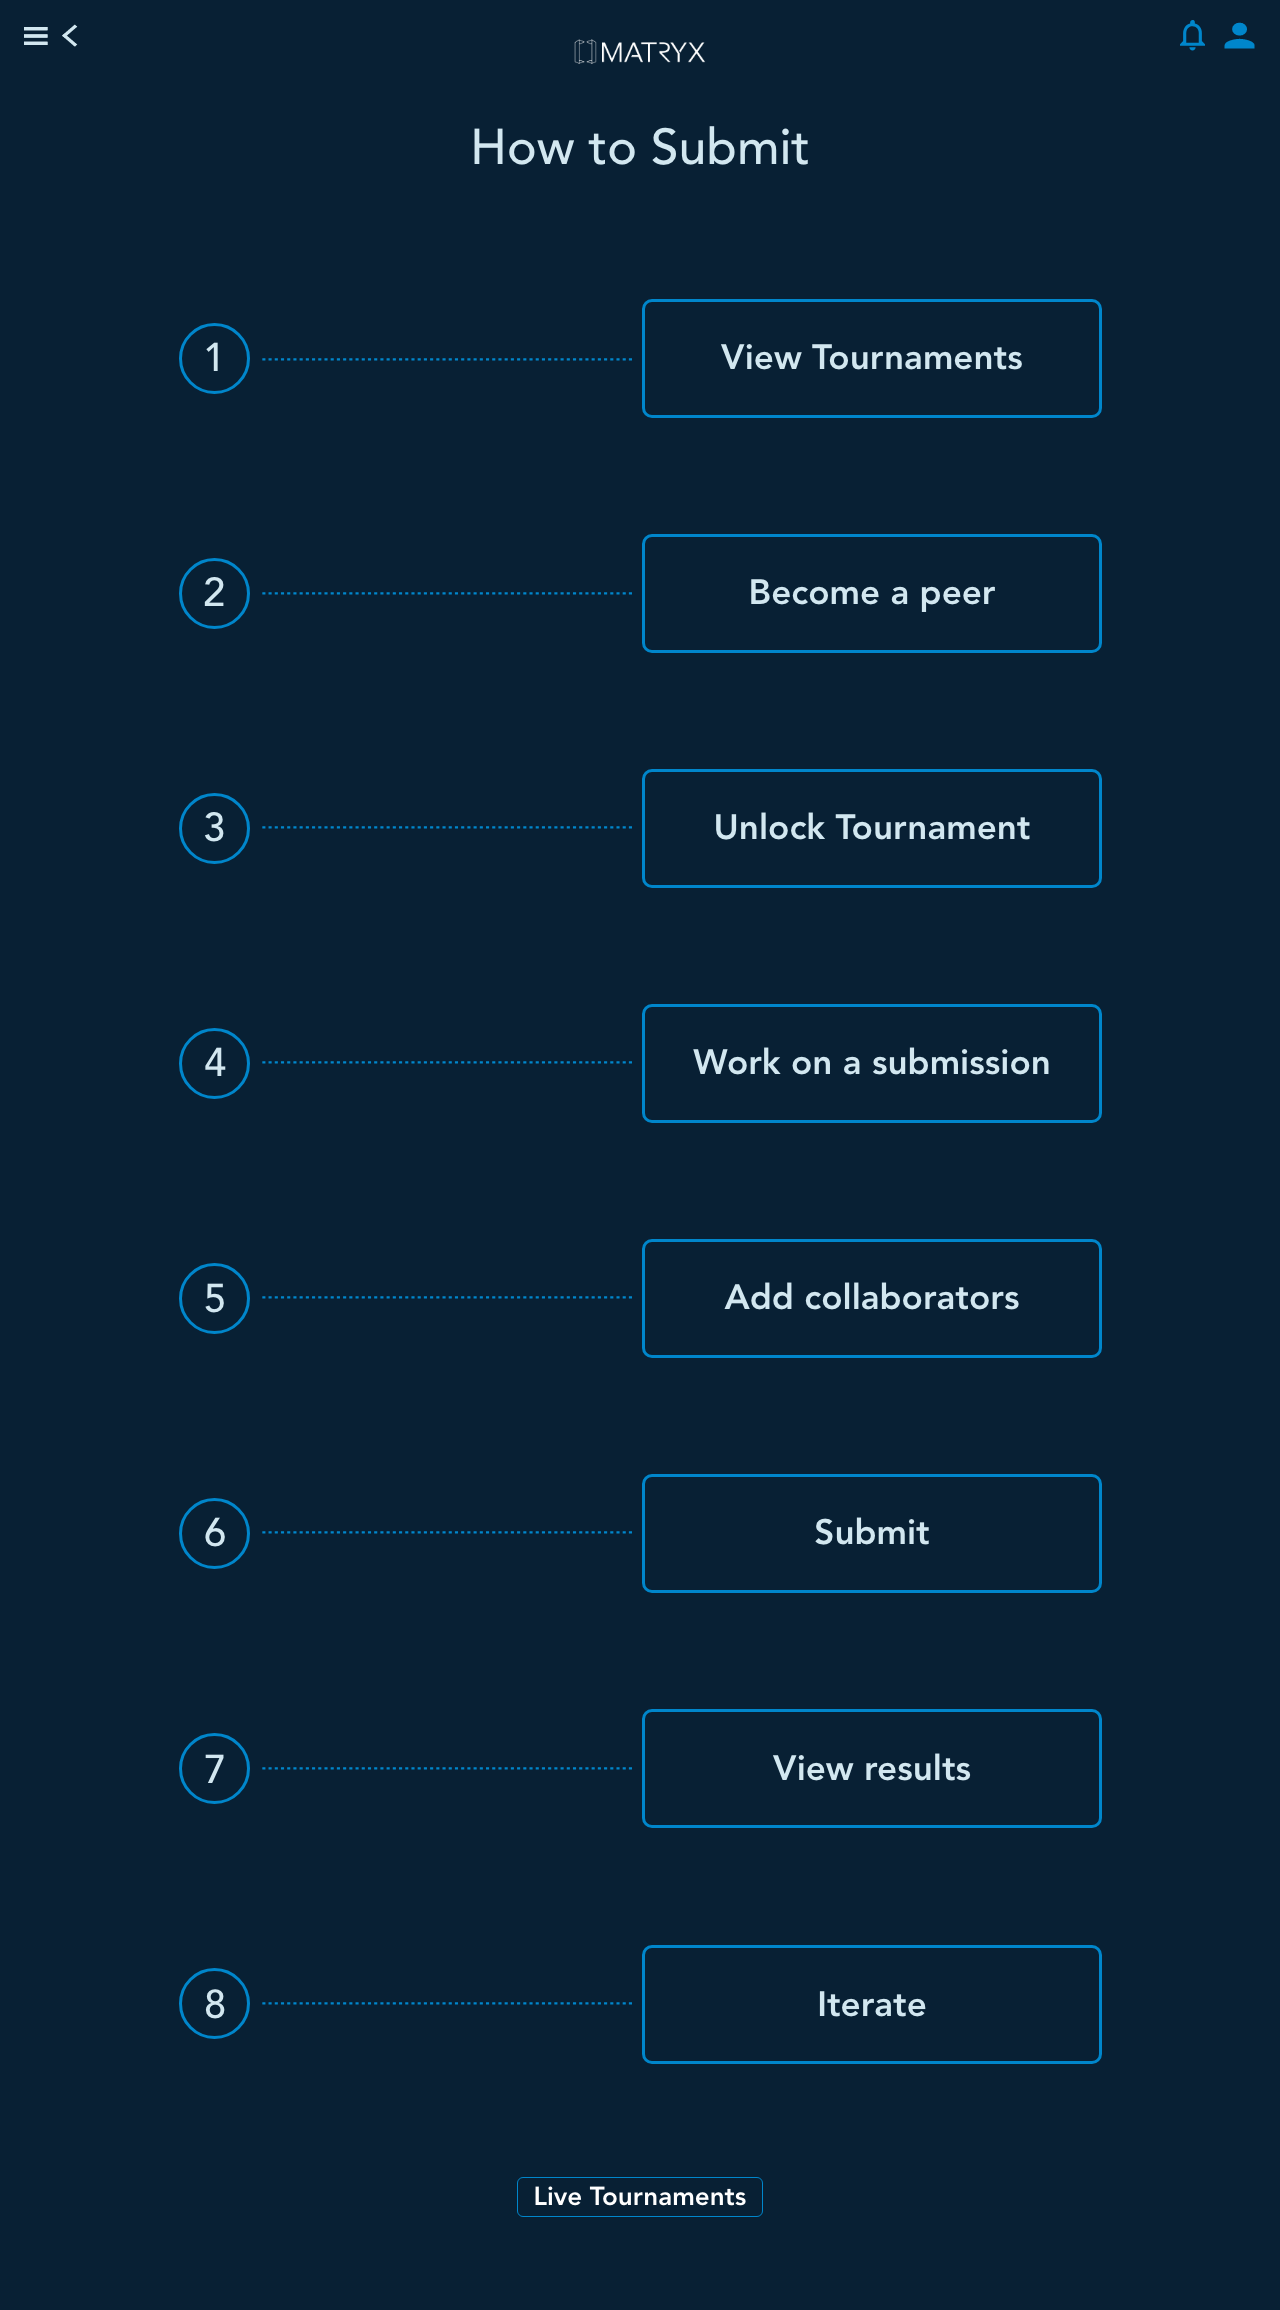 MATRYX
How to Submit
1
View Tournaments
2
Become a peer
3
Unlock Tournament
4
Work on a submission
5
Add collaborators
6
Submit
7
View results
8
Iterate
Live Tournaments